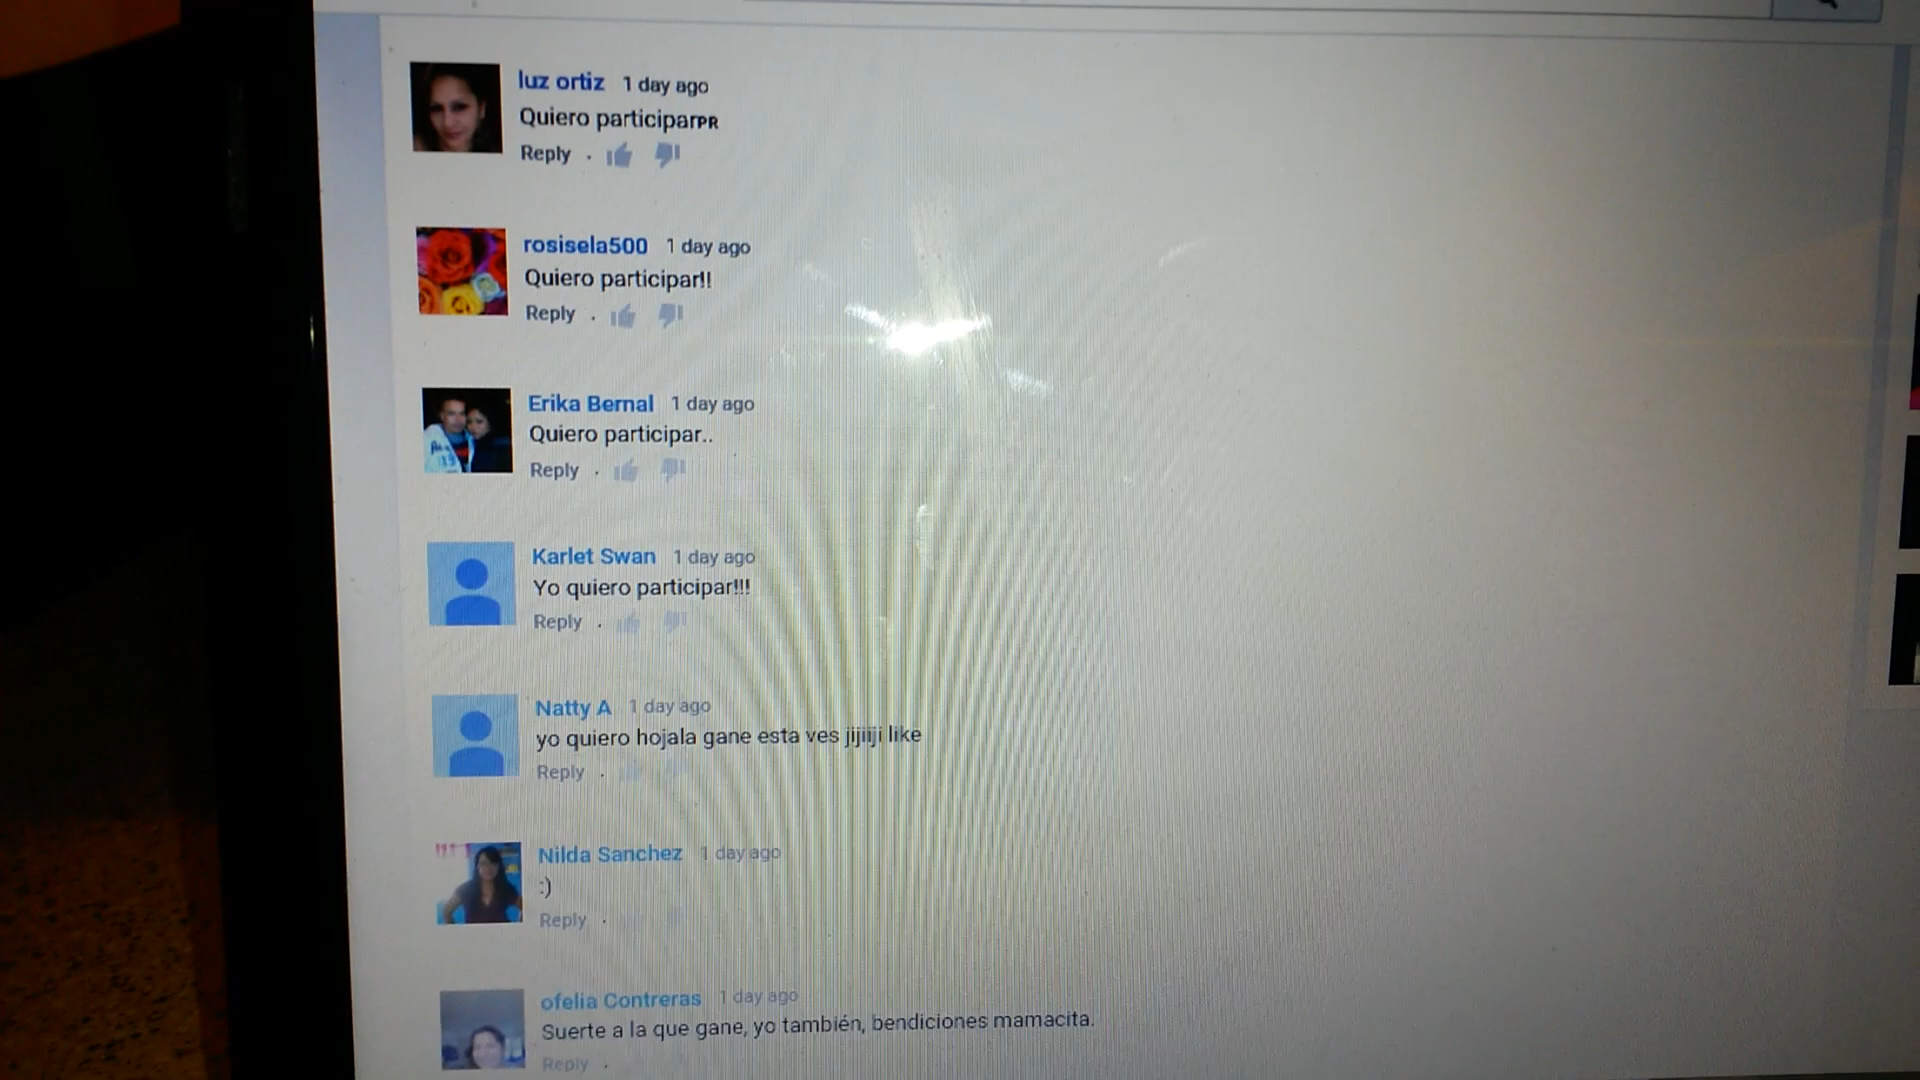 luz ortiz 1 day ago
Quiero participarPR
Reply .
rosisela500 1 day ago
Quiero participar!!
Reply .
Erika Bernal 1 day ago
Quiero participar..
Reply .
Karlet Swan 1 day ago
Yo quiero participar!!!
Reply .
Natty A 1 day ago
yo quiero hojala gane esta ves jijiiji like
Reply .
Nilda Sanchez 1 day ago
:)
Reply .
ofelia Contreras 1 day ago
Suerte a la que gane, yo también, bendiciones mamacita.
Reply .